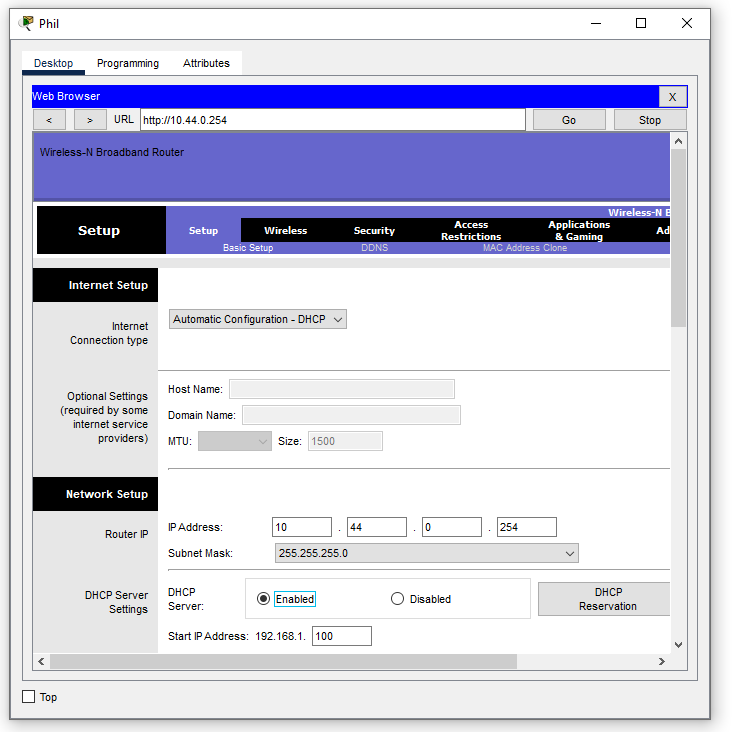 Phil
Desktop Programming Attributes
Web Browser X
< > URL http://10.44.0.254 Go Stop
Wireless-N Broadband Router
Wireless-N B
Setup Setup Wireless Security Access Restrictions Applications & Gaming Ad
Basic Setup DDNS MAC Address Clone
Internet Setup
Internet Connection type Automatic Configuration - DHCP
Optional Settings (required by some internet service providers)
Host Name:
Domain Name:
MTU: Size: 1500
Network Setup
Router IP
IP Address: 10 . 44 . 0 . 254
Subnet Mask: 255.255.255.0
DHCP Server Settings
DHCP Server: Enabled Disabled DHCP Reservation
Start IP Address: 192.168.1. 100
Top